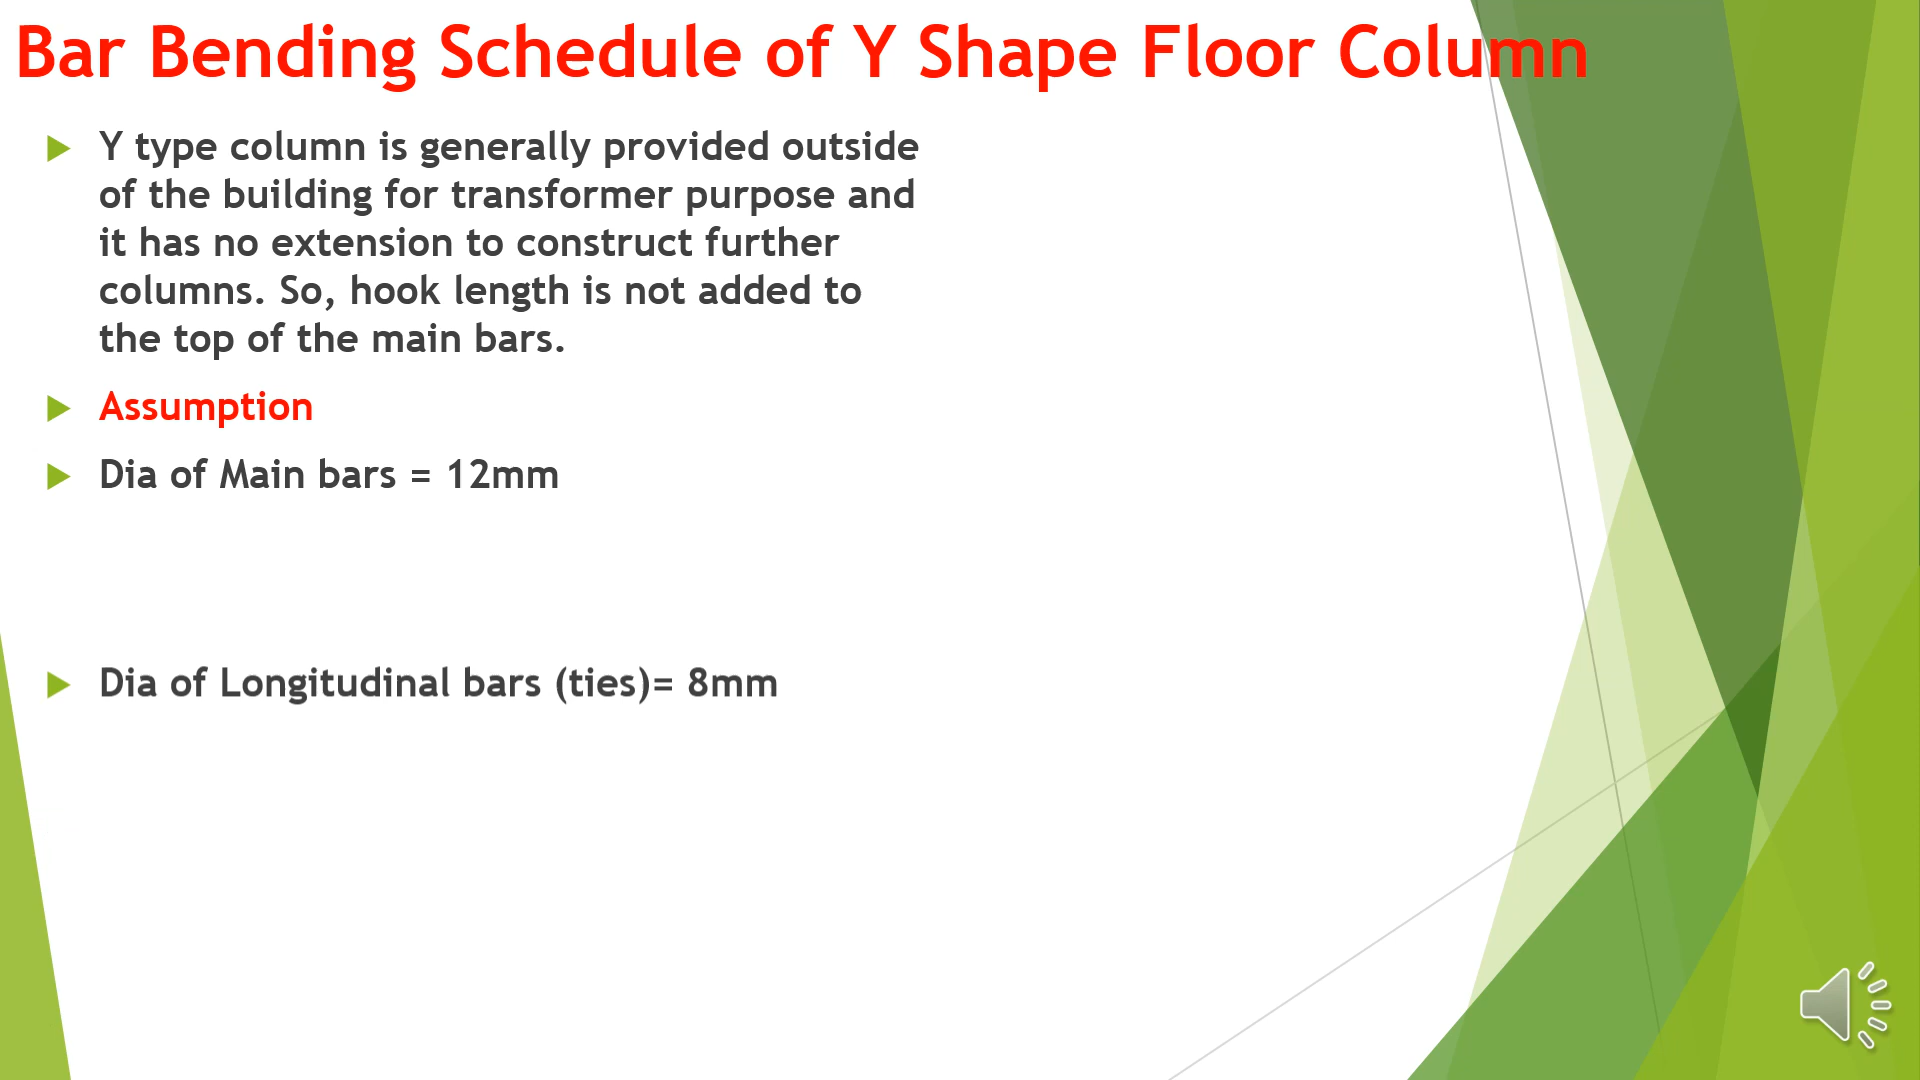 Bar Bending Schedule of Y Shape Floor Column
Y type column is generally provided outside
of the building for transformer purpose and
it has no extension to construct further
columns. So, hook length is not added to
the top of the main bars.
Assumption
Dia of Main bars = 12mm
Dia of Longitudinal bars (ties)= 8mm